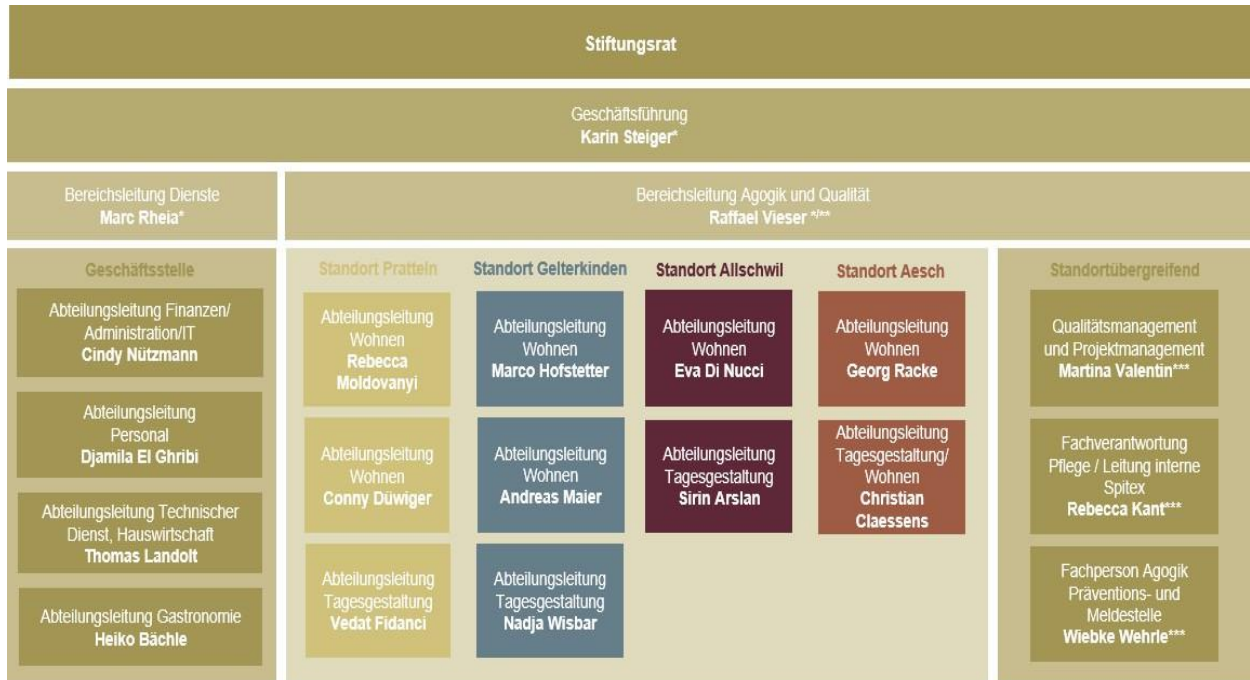 Stiftungsrat
Geschäftsführung
Karin Steiger*
Bereichsleitung Dienste
Marc Rheia*
Bereichsleitung Agogik und Qualität
Raffael Vieser */**
Geschäftsstelle
Abteilungsleitung Finanzen/
Administration/IT
Cindy Nützmann
Abteilungsleitung
Personal
Djamila El Ghribi
Abteilungsleitung Technischer
Dienst, Hauswirtschaft
Thomas Landolt
Abteilungsleitung Gastronomie
Heiko Bächle
Standort Pratteln
Abteilungsleitung
Wohnen
Rebecca
Moldovanyi
Abteilungsleitung
Wohnen
Conny Düwiger
Abteilungsleitung
Tagesgestaltung
Vedat Fidanci
Standort Gelterkinden
Abteilungsleitung
Wohnen
Marco Hofstetter
Abteilungsleitung
Wohnen
Andreas Maier
Abteilungsleitung
Tagesgestaltung
Nadja Wisbar
Standort Allschwil
Abteilungsleitung
Wohnen
Eva Di Nucci
Abteilungsleitung
Tagesgestaltung
Sirin Arslan
Standort Aesch
Abteilungsleitung
Wohnen
Georg Racke
Abteilungsleitung
Tagesgestaltung/
Wohnen
Christian
Claessens
Standortübergreifend
Qualitätsmanagement
und Projektmanagement
Martina Valentin***
Fachverantwortung
Pflege / Leitung interne
Spitex
Rebecca Kant***
Fachperson Agogik
Präventions- und
Meldestelle
Wiebke Wehrle***